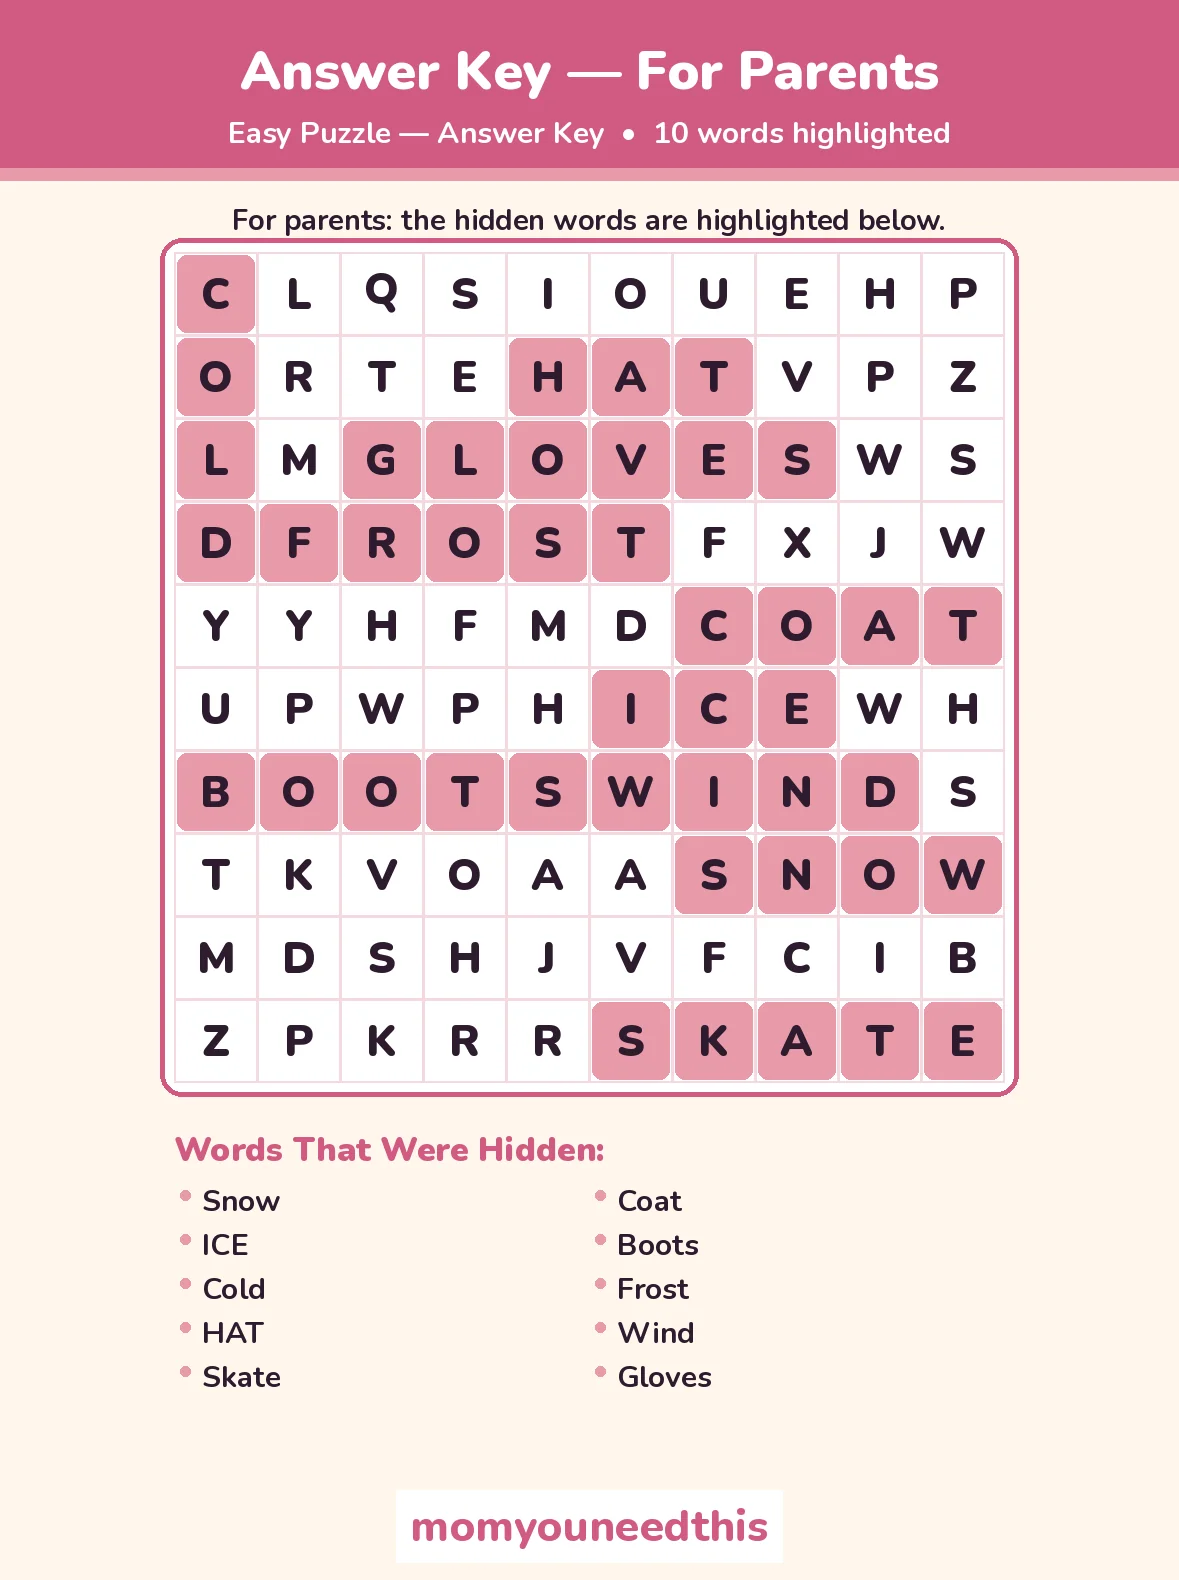 Answer Key — For Parents
Easy Puzzle — Answer Key • 10 words highlighted
For parents: the hidden words are highlighted below.
C L Q S I O U E H P
O R T E H A T V P Z
L M G L O V E S W S
D F R O S T F X J W
Y Y H F M D C O A T
U P W P H I C E W H
B O O T S W I N D S
T K V O A A S N O W
M D S H J V F C I B
Z P K R R S K A T E
Words That Were Hidden:
• Snow
• ICE
• Cold
• HAT
• Skate
• Coat
• Boots
• Frost
• Wind
• Gloves
momyouneedthis